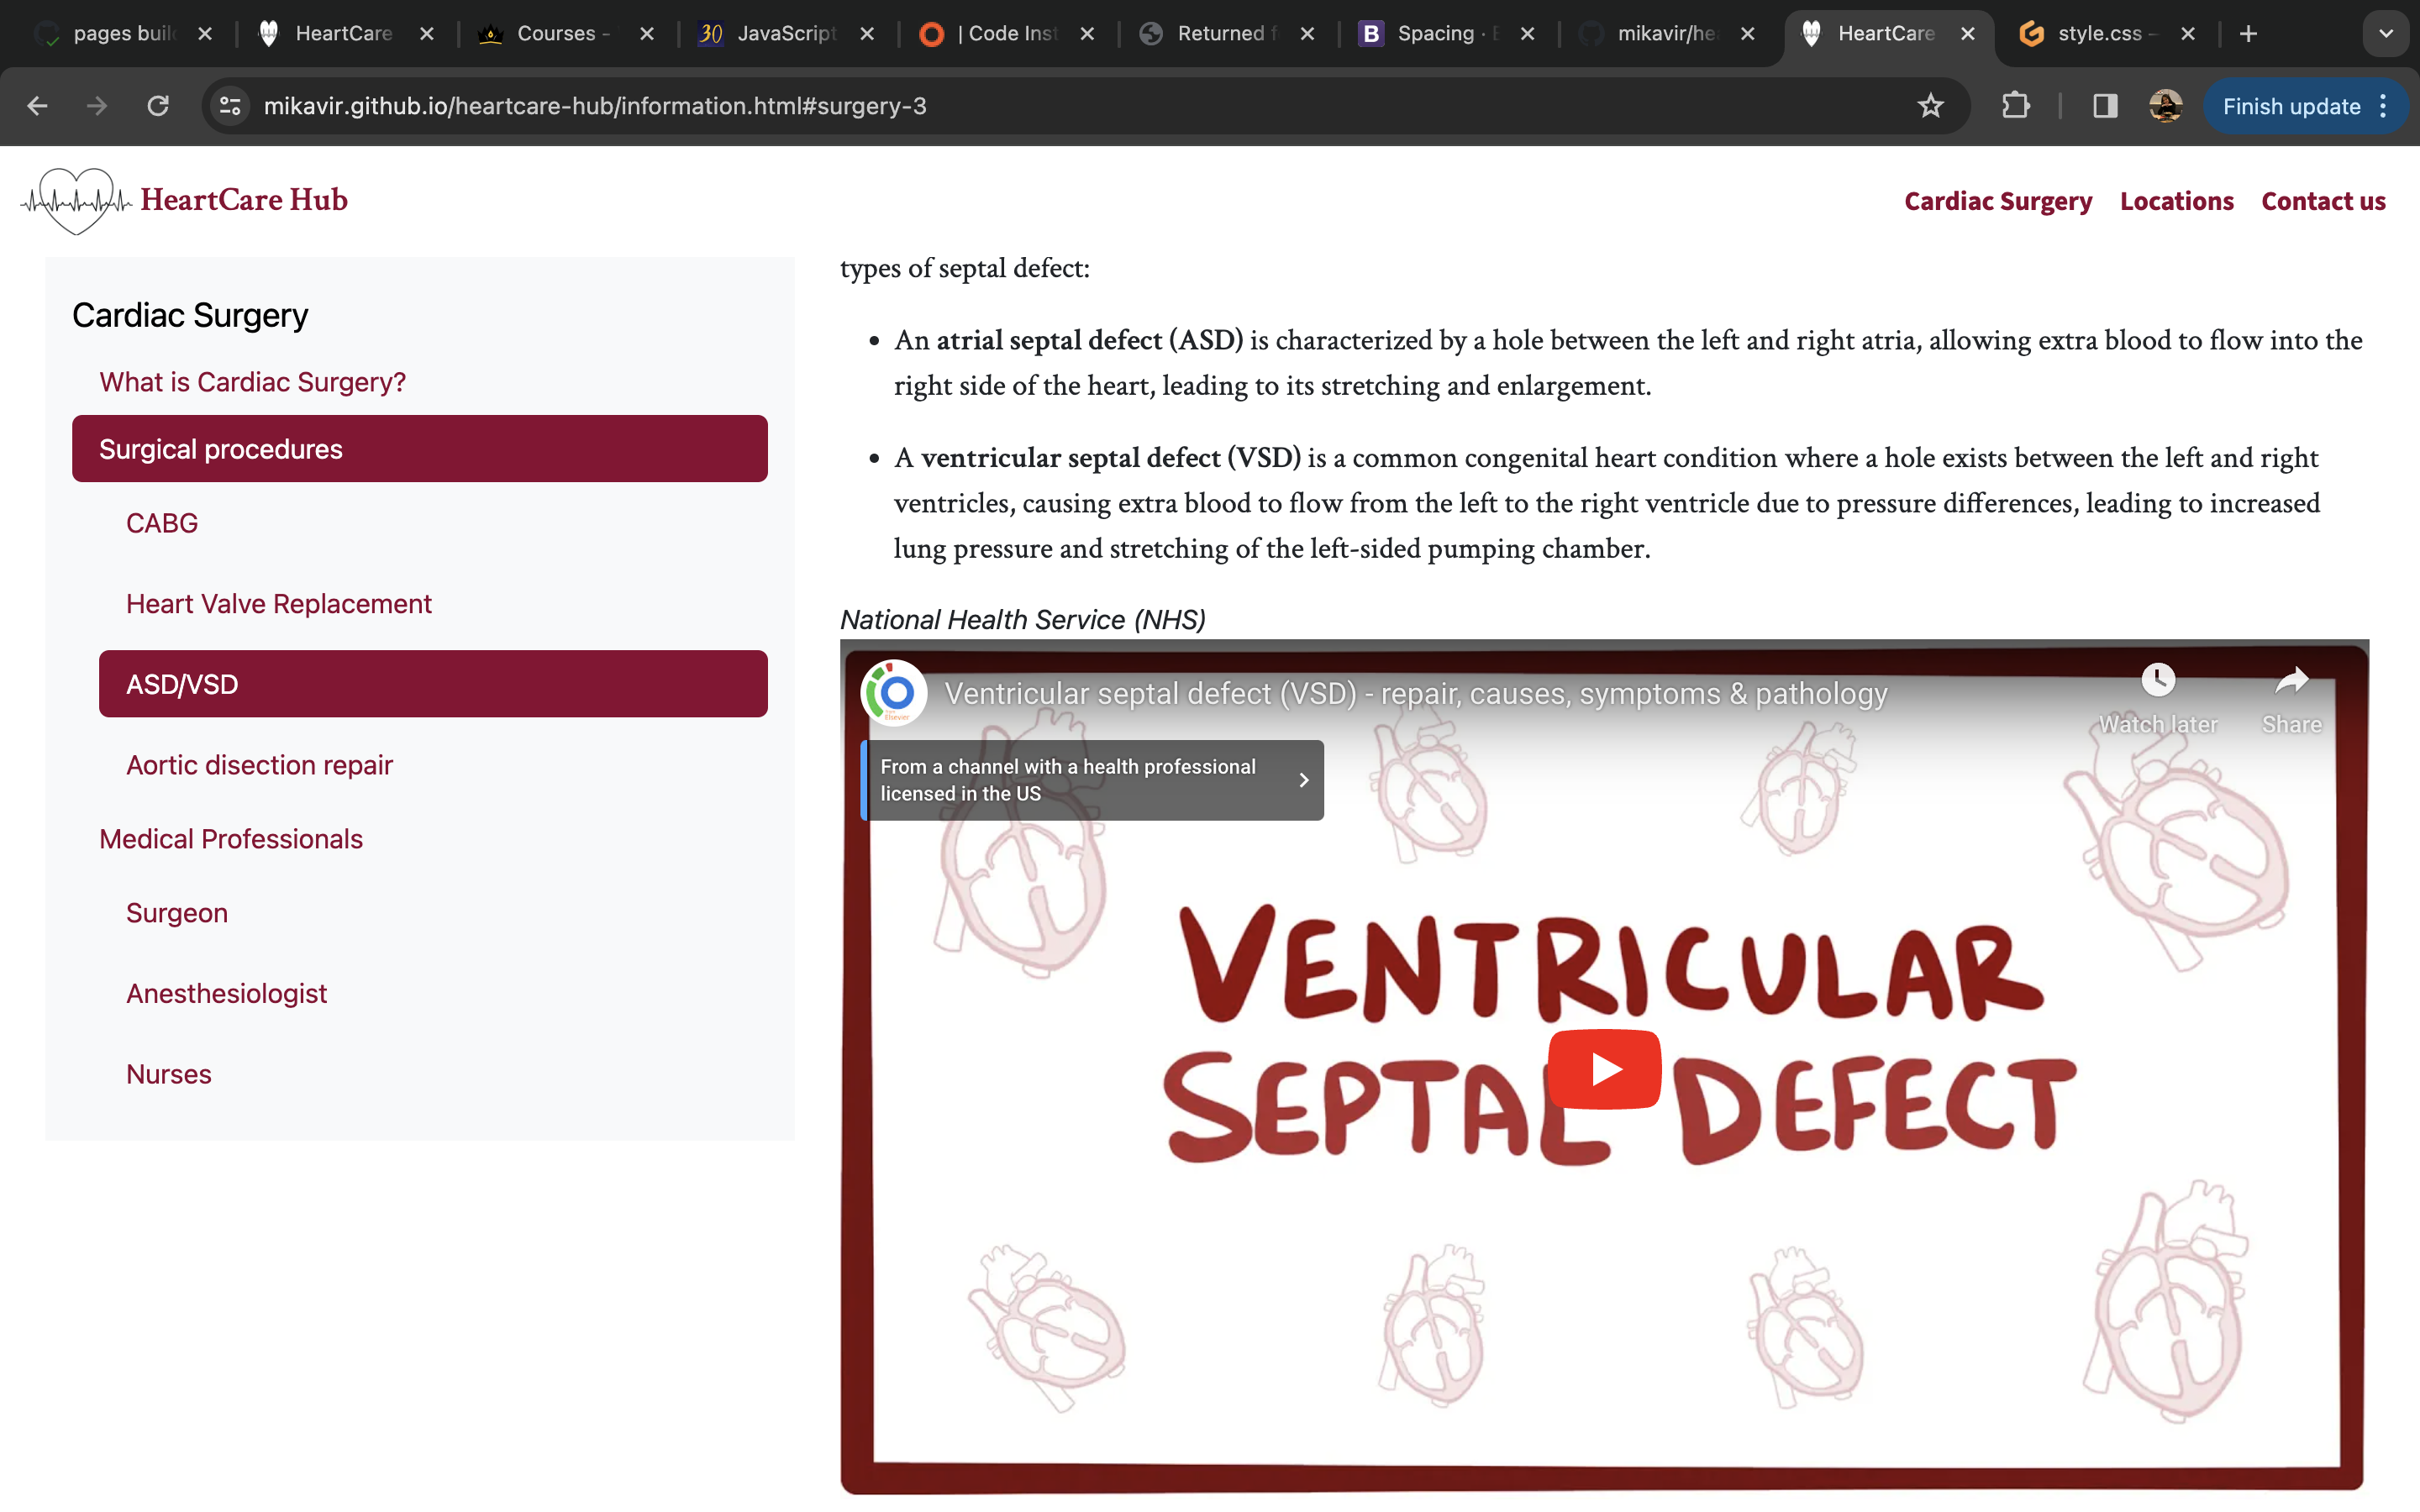 pages buil
HeartCare
Courses -
30 JavaScript
| Code Inst
Returned f
B Spacing ·
mikavir/he
HeartCare
style.css –
mikavir.github.io/heartcare-hub/information.html#surgery-3
Finish update
HeartCare Hub
Cardiac Surgery Locations Contact us
Cardiac Surgery
What is Cardiac Surgery?
Surgical procedures
CABG
Heart Valve Replacement
ASD/VSD
Aortic disection repair
Medical Professionals
Surgeon
Anesthesiologist
Nurses
types of septal defect:
• An atrial septal defect (ASD) is characterized by a hole between the left and right atria, allowing extra blood to flow into the
right side of the heart, leading to its stretching and enlargement.
• A ventricular septal defect (VSD) is a common congenital heart condition where a hole exists between the left and right
ventricles, causing extra blood to flow from the left to the right ventricle due to pressure differences, leading to increased
lung pressure and stretching of the left-sided pumping chamber.
National Health Service (NHS)
Ventricular septal defect (VSD) - repair, causes, symptoms & pathology
Watch later
Share
Elsevier
From a channel with a health professional
licensed in the US
VENTRICULAR
SEPTAL DEFECT